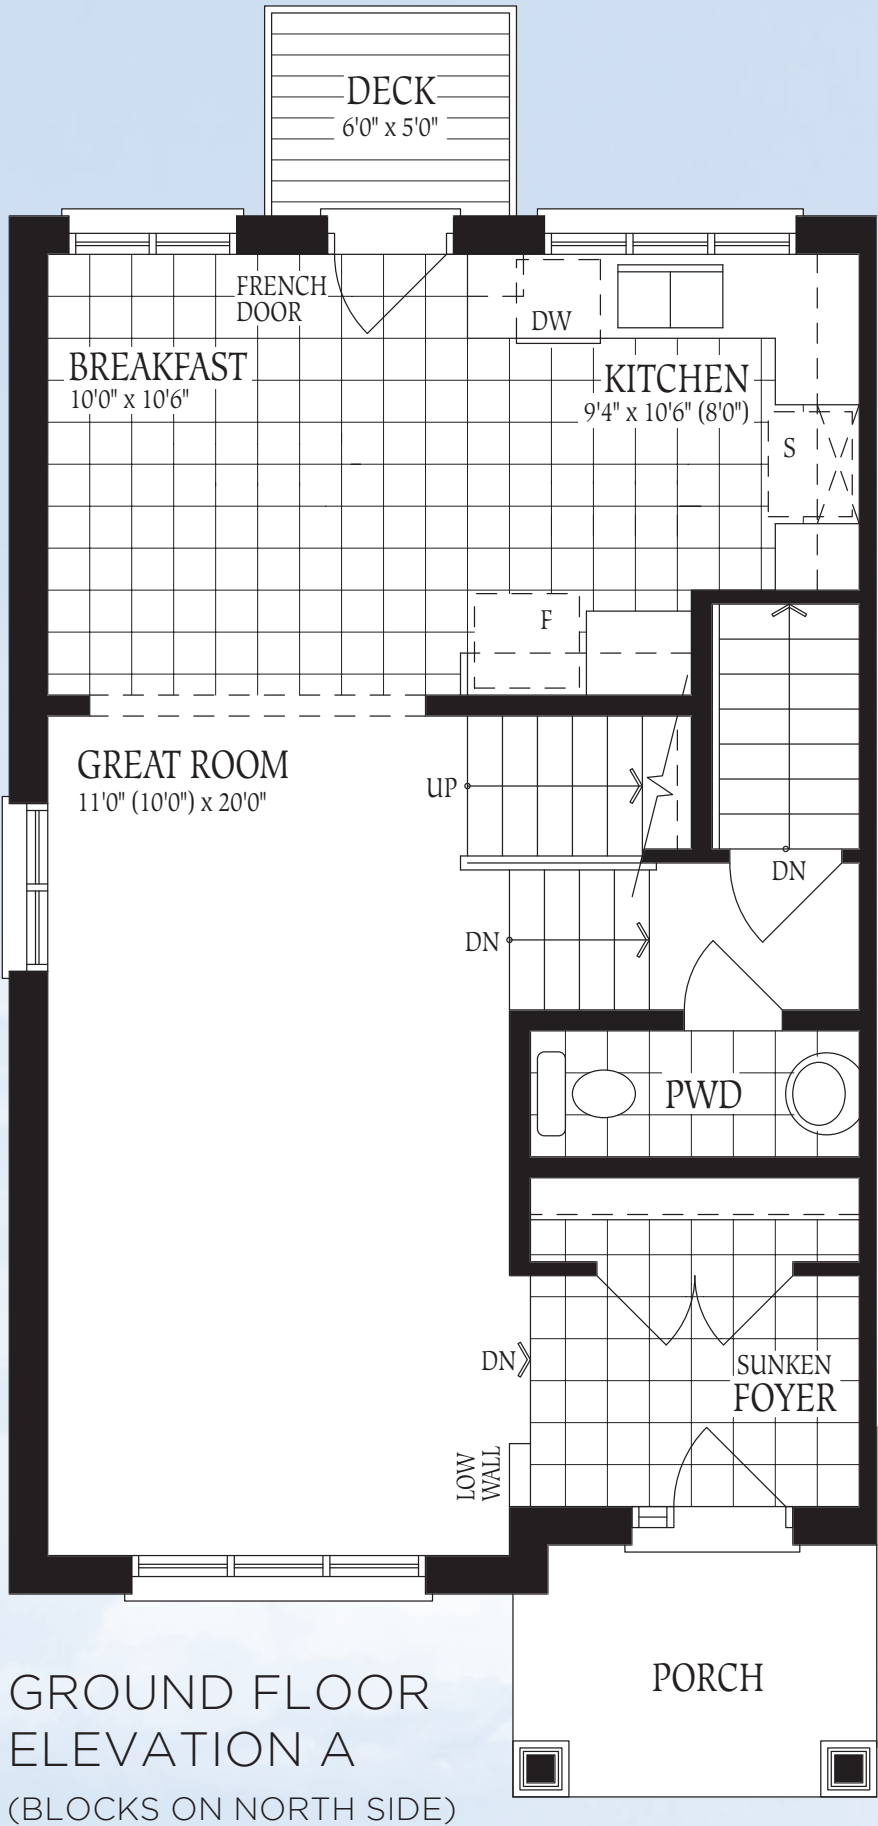 DECK
6'0" x 5'0"
FRENCH
DOOR
DW
BREAKFAST
10'0" x 10'6"
KITCHEN
9'4" x 10'6" (8'0")
S
F
GREAT ROOM
11'0" (10'0") x 20'0"
UP
DN
DN
PWD
DN
SUNKEN
FOYER
LOW
WALL
PORCH
GROUND FLOOR
ELEVATION A
(BLOCKS ON NORTH SIDE)